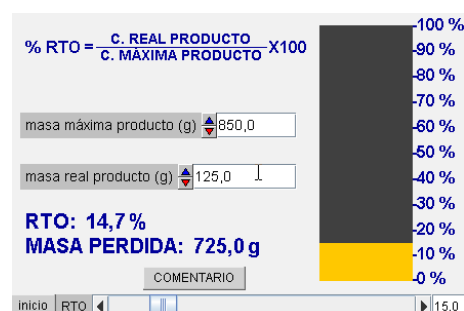 % RTO = C. REAL PRODUCTO / C. MÁXIMA PRODUCTO X100
masa máxima producto (g) 850,0
masa real producto (g) 125,0
RTO: 14,7 %
MASA PERDIDA: 725,0 g
COMENTARIO
100 %
90 %
80 %
70 %
60 %
50 %
40 %
30 %
20 %
10 %
0 %
inicio RTO 15.0